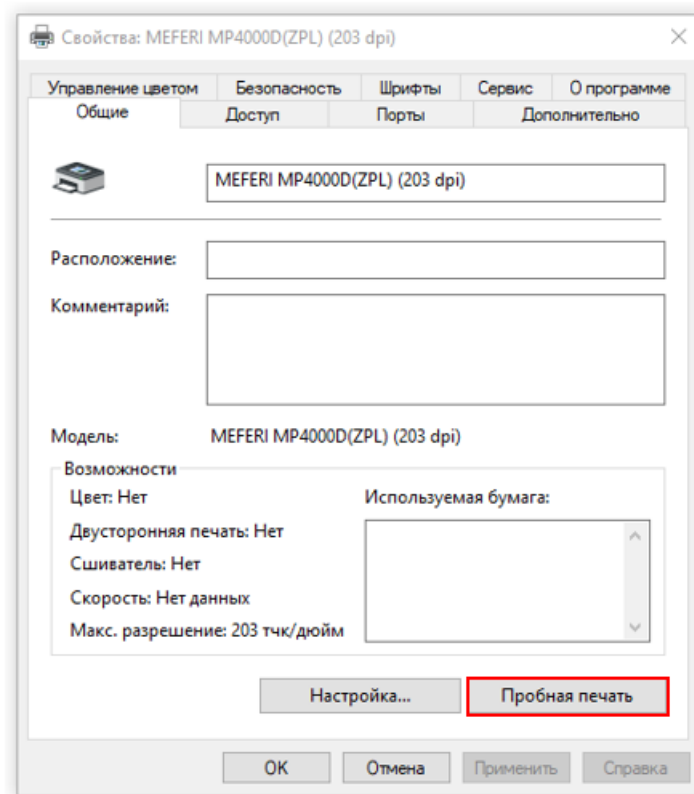 Свойства: MEFERI MP4000D(ZPL) (203 dpi)
Управление цветом Безопасность Шрифты Сервис О программе
Общие Доступ Порты Дополнительно
MEFERI MP4000D(ZPL) (203 dpi)
Расположение:
Комментарий:
Модель: MEFERI MP4000D(ZPL) (203 dpi)
Возможности
Цвет: Нет Используемая бумага:
Двусторонняя печать: Нет
Сшиватель: Нет
Скорость: Нет данных
Макс. разрешение: 203 тчк/дюйм
Настройка... Пробная печать
OK Отмена Применить Справка